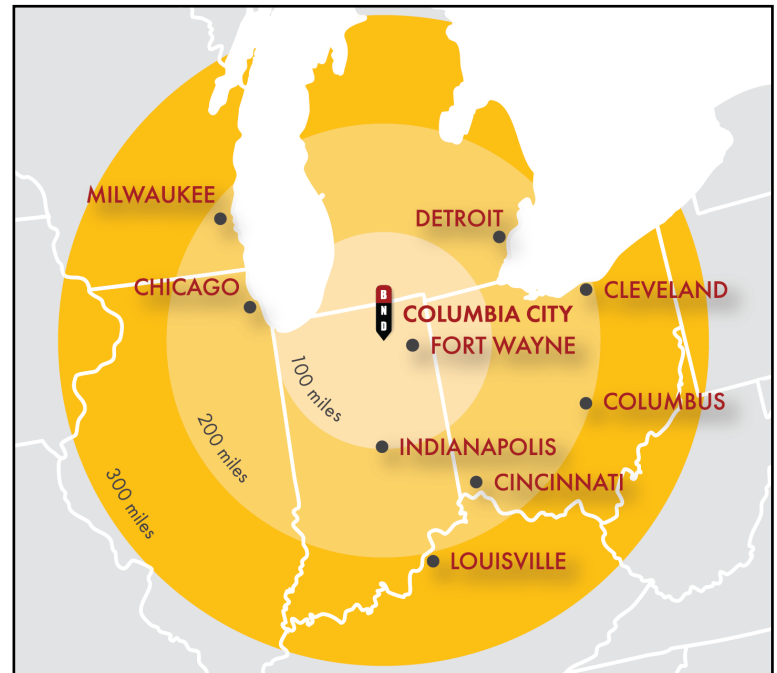 MILWAUKEE
DETROIT
CHICAGO
CLEVELAND
B
N
D
COLUMBIA CITY
FORT WAYNE
100 miles
COLUMBUS
200 miles
INDIANAPOLIS
CINCINNATI
300 miles
LOUISVILLE